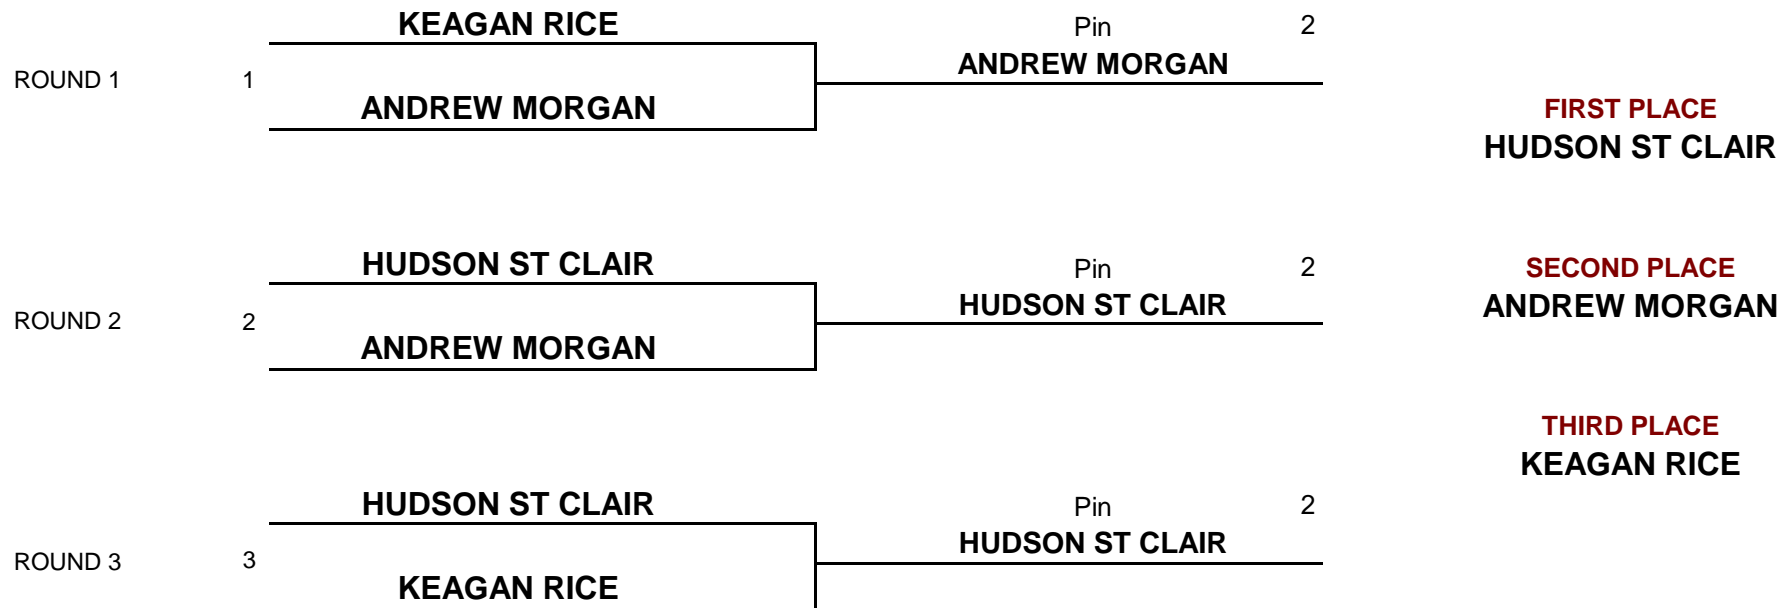 KEAGAN RICE
Pin 2
ANDREW MORGAN
ROUND 1 1
ANDREW MORGAN
FIRST PLACE
HUDSON ST CLAIR
HUDSON ST CLAIR
Pin 2
SECOND PLACE
HUDSON ST CLAIR
ANDREW MORGAN
ROUND 2 2
ANDREW MORGAN
THIRD PLACE
KEAGAN RICE
HUDSON ST CLAIR
Pin 2
HUDSON ST CLAIR
ROUND 3 3
KEAGAN RICE